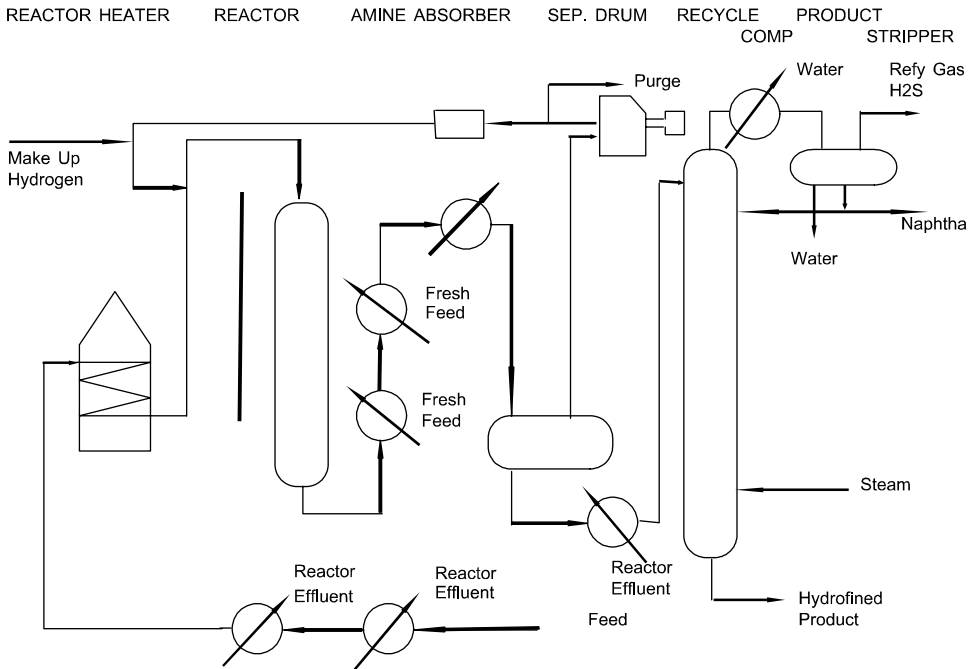 REACTOR HEATER REACTOR AMINE ABSORBER SEP. DRUM RECYCLE PRODUCT
COMP STRIPPER
Water
Refy Gas
H2S
Purge
Make Up
Hydrogen
Naphtha
Water
Fresh
Feed
Fresh
Feed
Steam
Reactor
Effluent
Reactor
Effluent
Reactor
Effluent
Feed
Hydrofined
Product